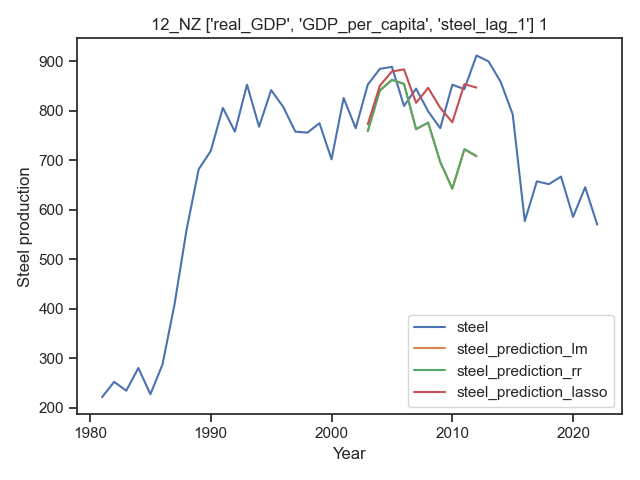 12_NZ ['real_GDP', 'GDP_per_capita', 'steel_lag_1'] 1
900
800
700
600
500
400
300
200
Steel production
1980
1990
2000
2010
2020
Year
steel
steel_prediction_lm
steel_prediction_rr
steel_prediction_lasso